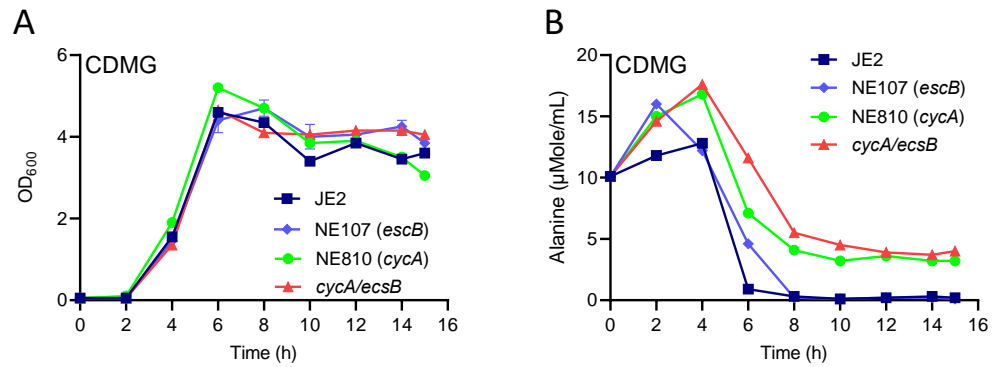 A
CDMG
OD600
6
4
2
0
0 2 4 6 8 10 12 14 16
Time (h)
JE2
NE107 (escB)
NE810 (cycA)
cycA/ecsB
B
CDMG
Alanine (µMole/mL)
20
15
10
5
0
0 2 4 6 8 10 12 14 16
Time (h)
JE2
NE107 (escB)
NE810 (cycA)
cycA/ecsB